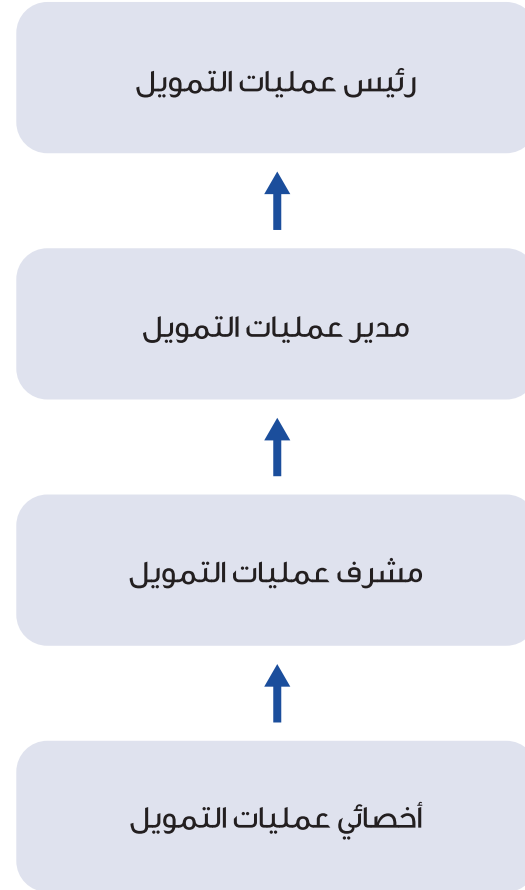 رئيس عمليات التمويل
مدير عمليات التمويل
مشرف عمليات التمويل
أخصائي عمليات التمويل